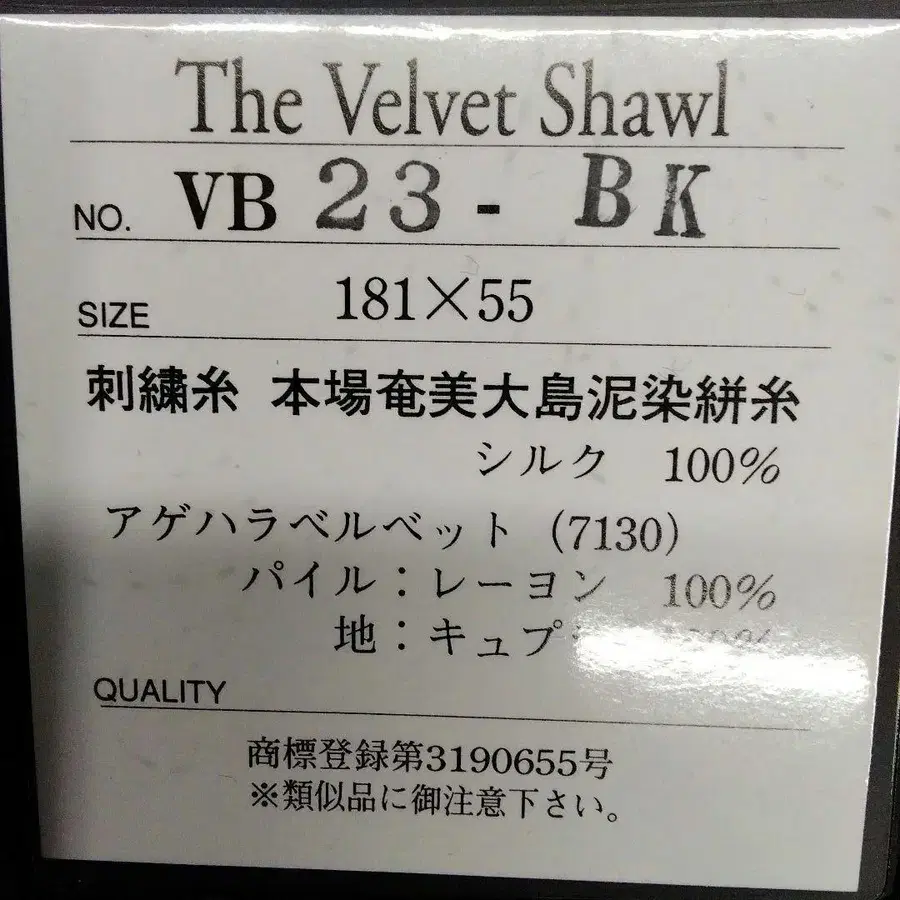 The Velvet Shawl
NO. VB 23 - BK
SIZE 181×55
刺繍糸 本場奄美大島泥染絣糸
シルク 100%
アゲハラベルベット (7130)
パイル：レーヨン 100%
地：キュプ
QUALITY
商標登録第3190655号
※類似品に御注意下さい。